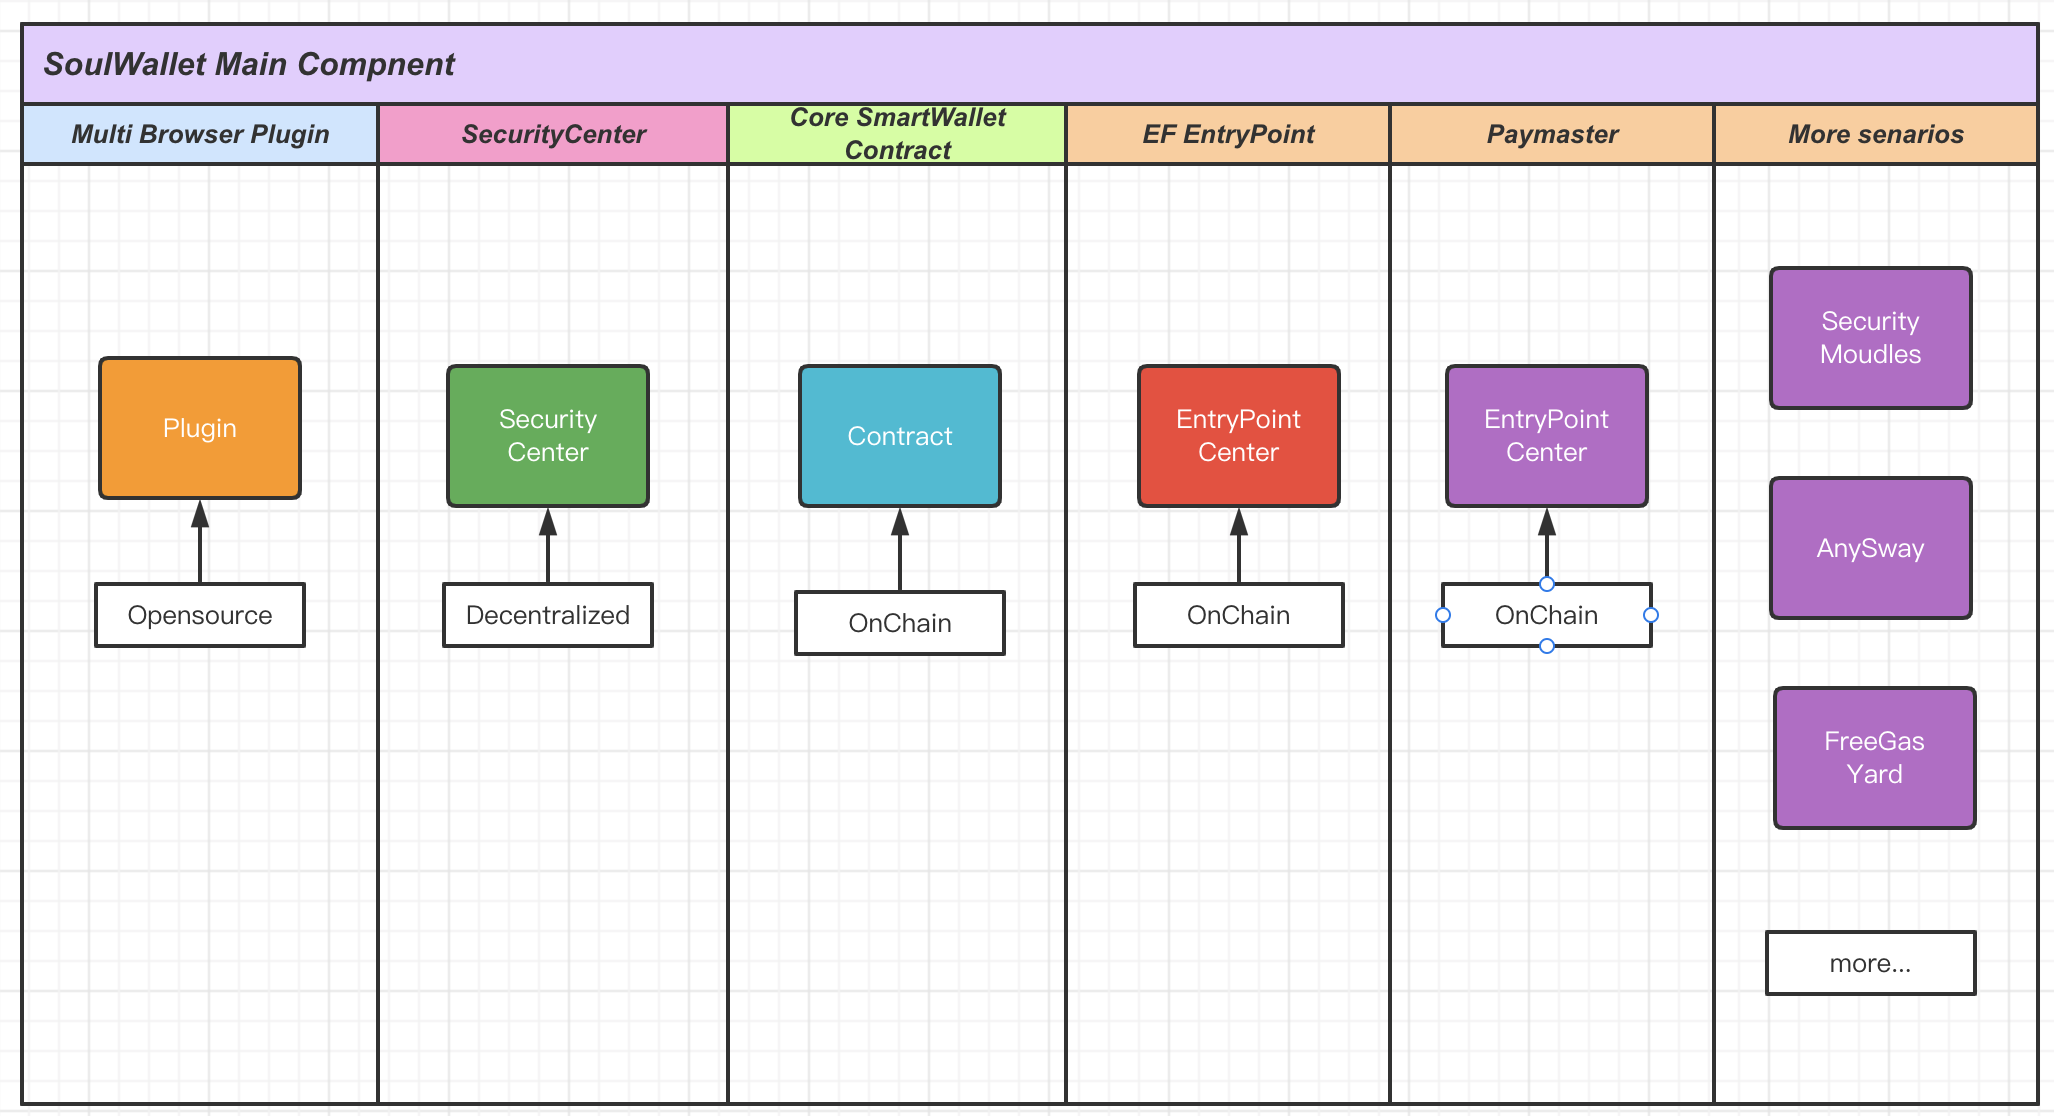 SoulWallet Main Compnent
Multi Browser Plugin
SecurityCenter
Core SmartWallet
Contract
EF EntryPoint
Paymaster
More senarios
Plugin
Opensource
Security
Center
Decentralized
Contract
OnChain
EntryPoint
Center
OnChain
EntryPoint
Center
OnChain
Security
Moudles
AnySway
FreeGas
Yard
more...